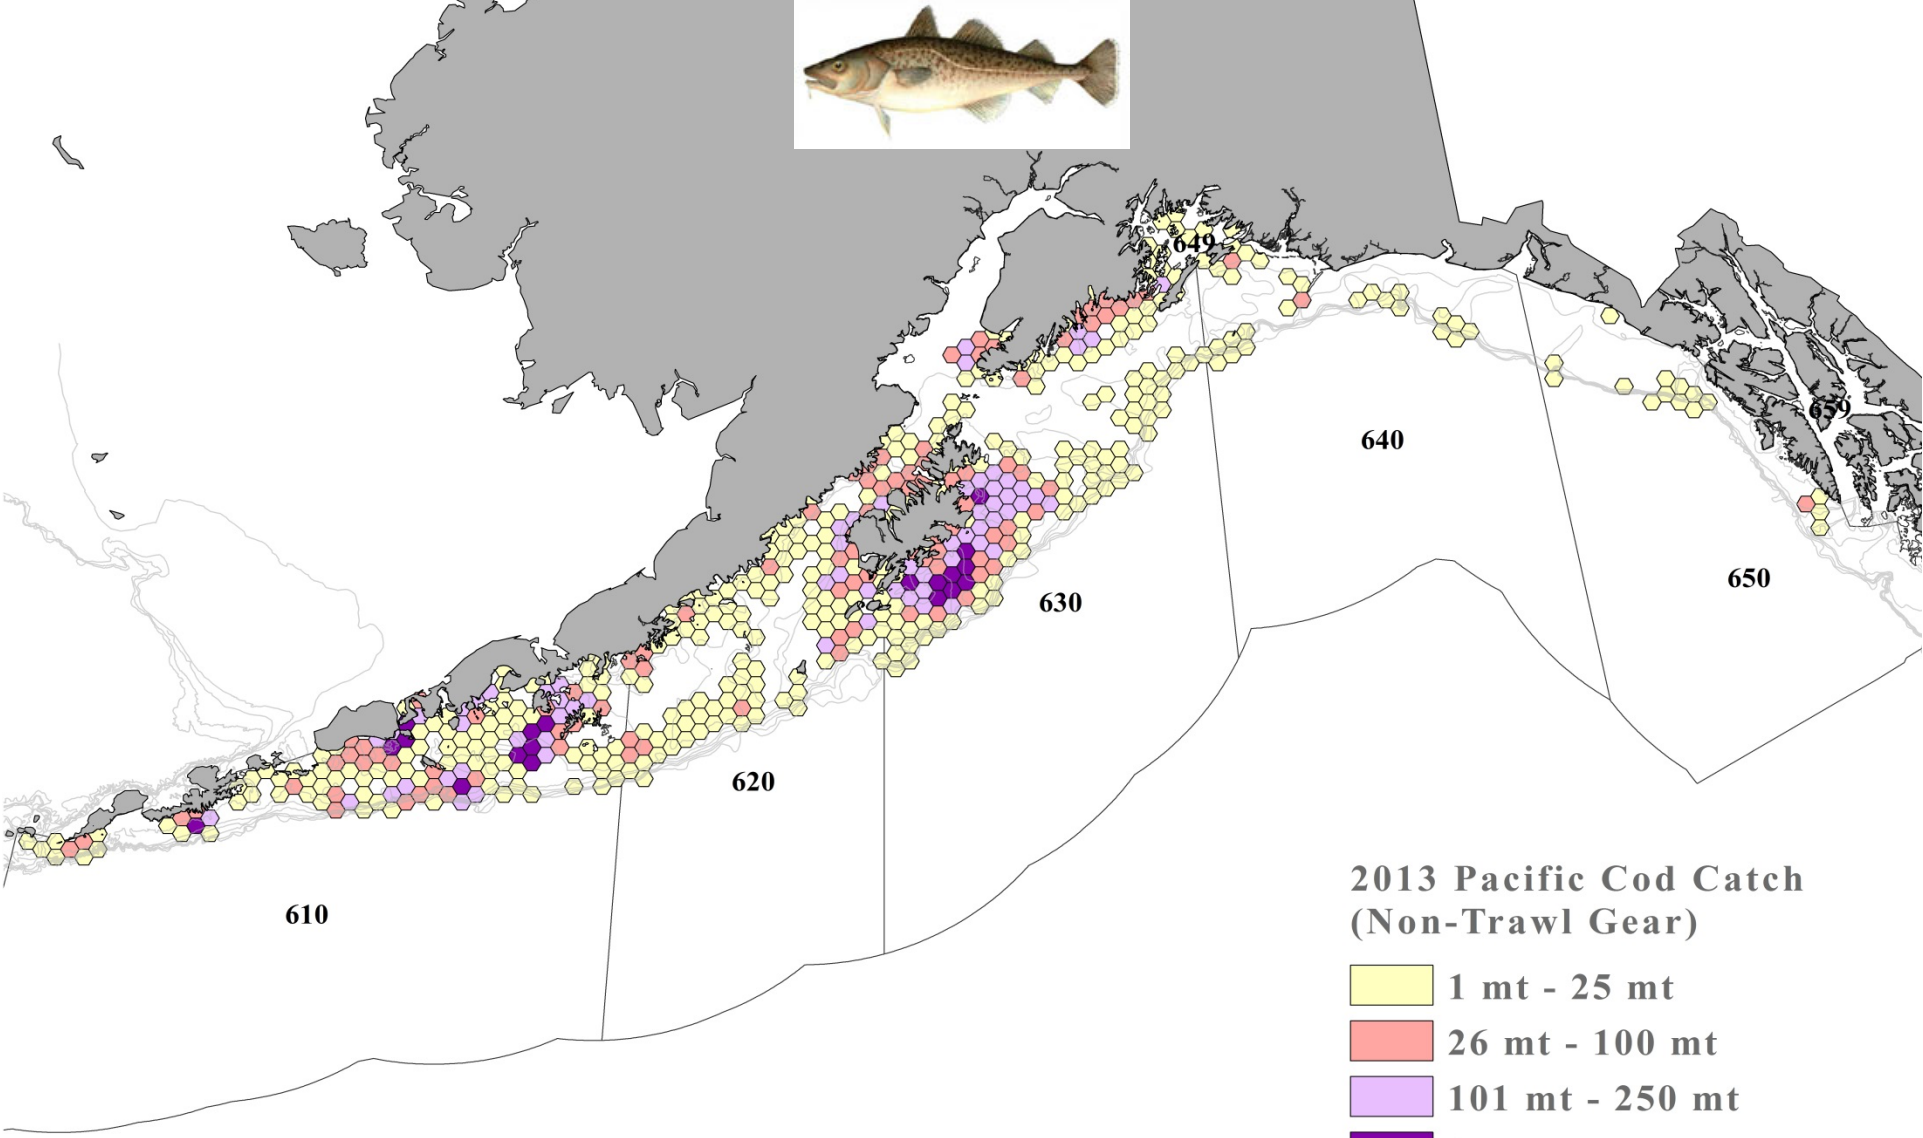 649
659
640
650
630
620
610
2013 Pacific Cod Catch
(Non-Trawl Gear)
1 mt - 25 mt
26 mt - 100 mt
101 mt - 250 mt